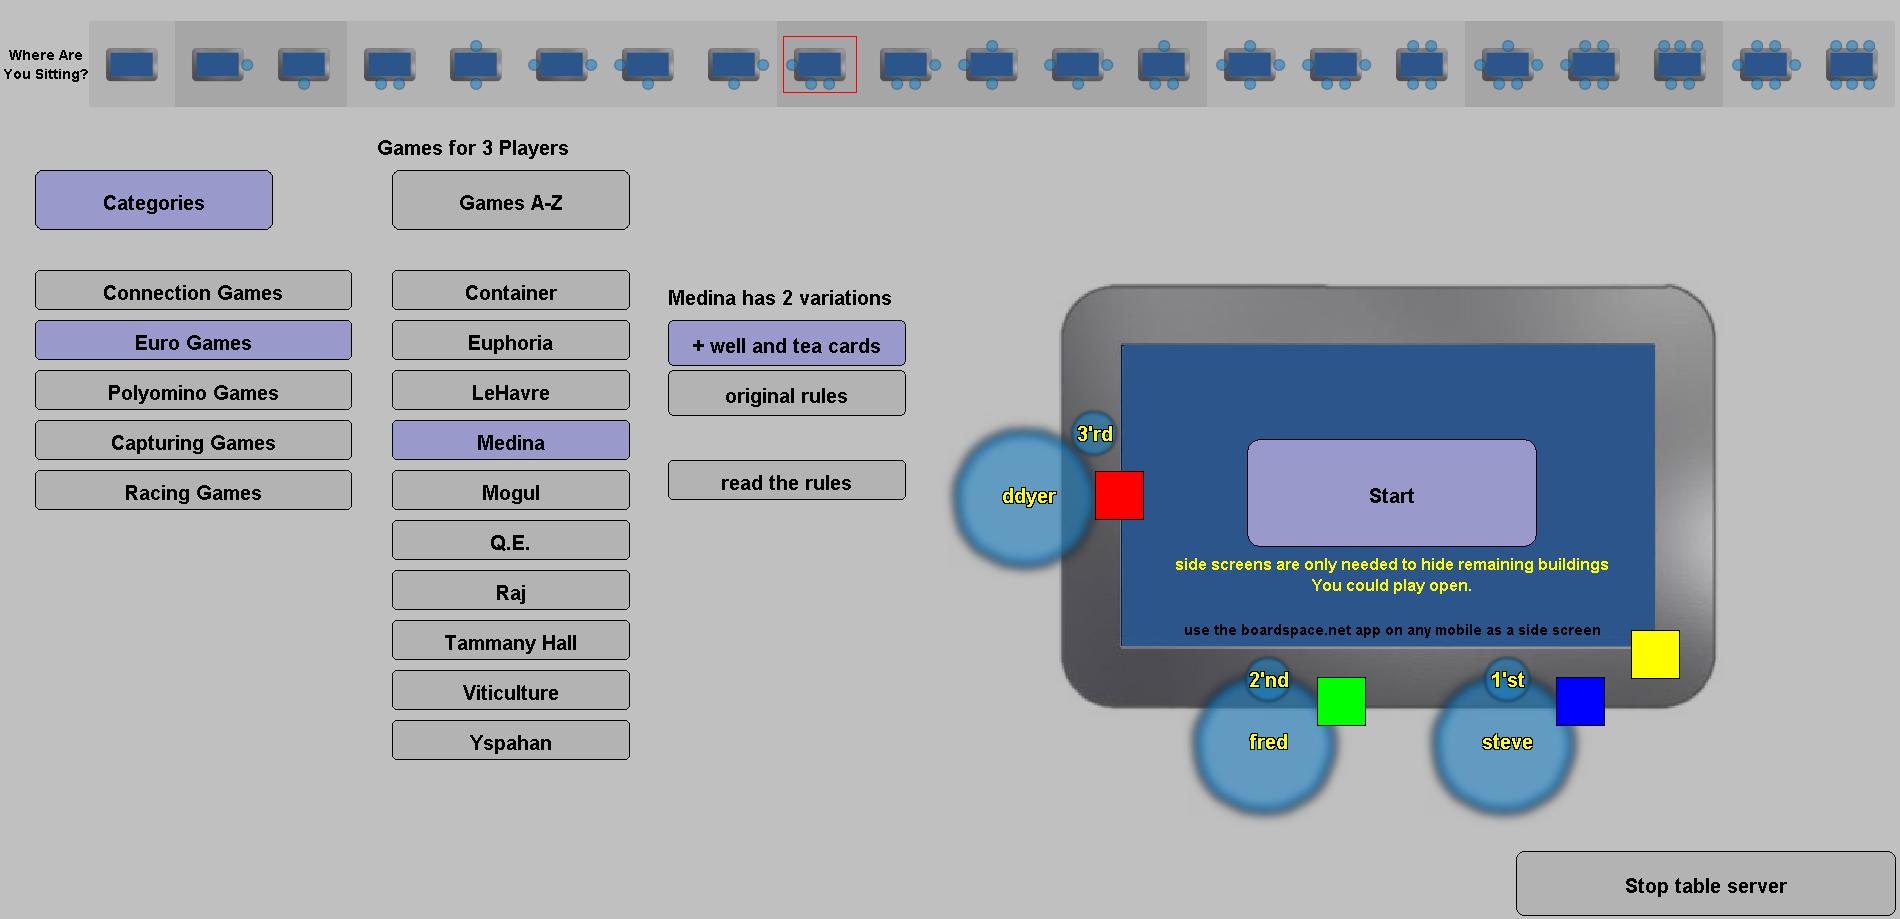 Where Are
You Sitting?
Games for 3 Players
Categories
Games A-Z
Connection Games
Euro Games
Polyomino Games
Capturing Games
Racing Games
Container
Euphoria
LeHavre
Medina
Mogul
Q.E.
Raj
Tammany Hall
Viticulture
Yspahan
Medina has 2 variations
+ well and tea cards
original rules
read the rules
3'rd
ddyer
Start
side screens are only needed to hide remaining buildings
You could play open.
use the boardspace.net app on any mobile as a side screen
2'nd
fred
1'st
steve
Stop table server